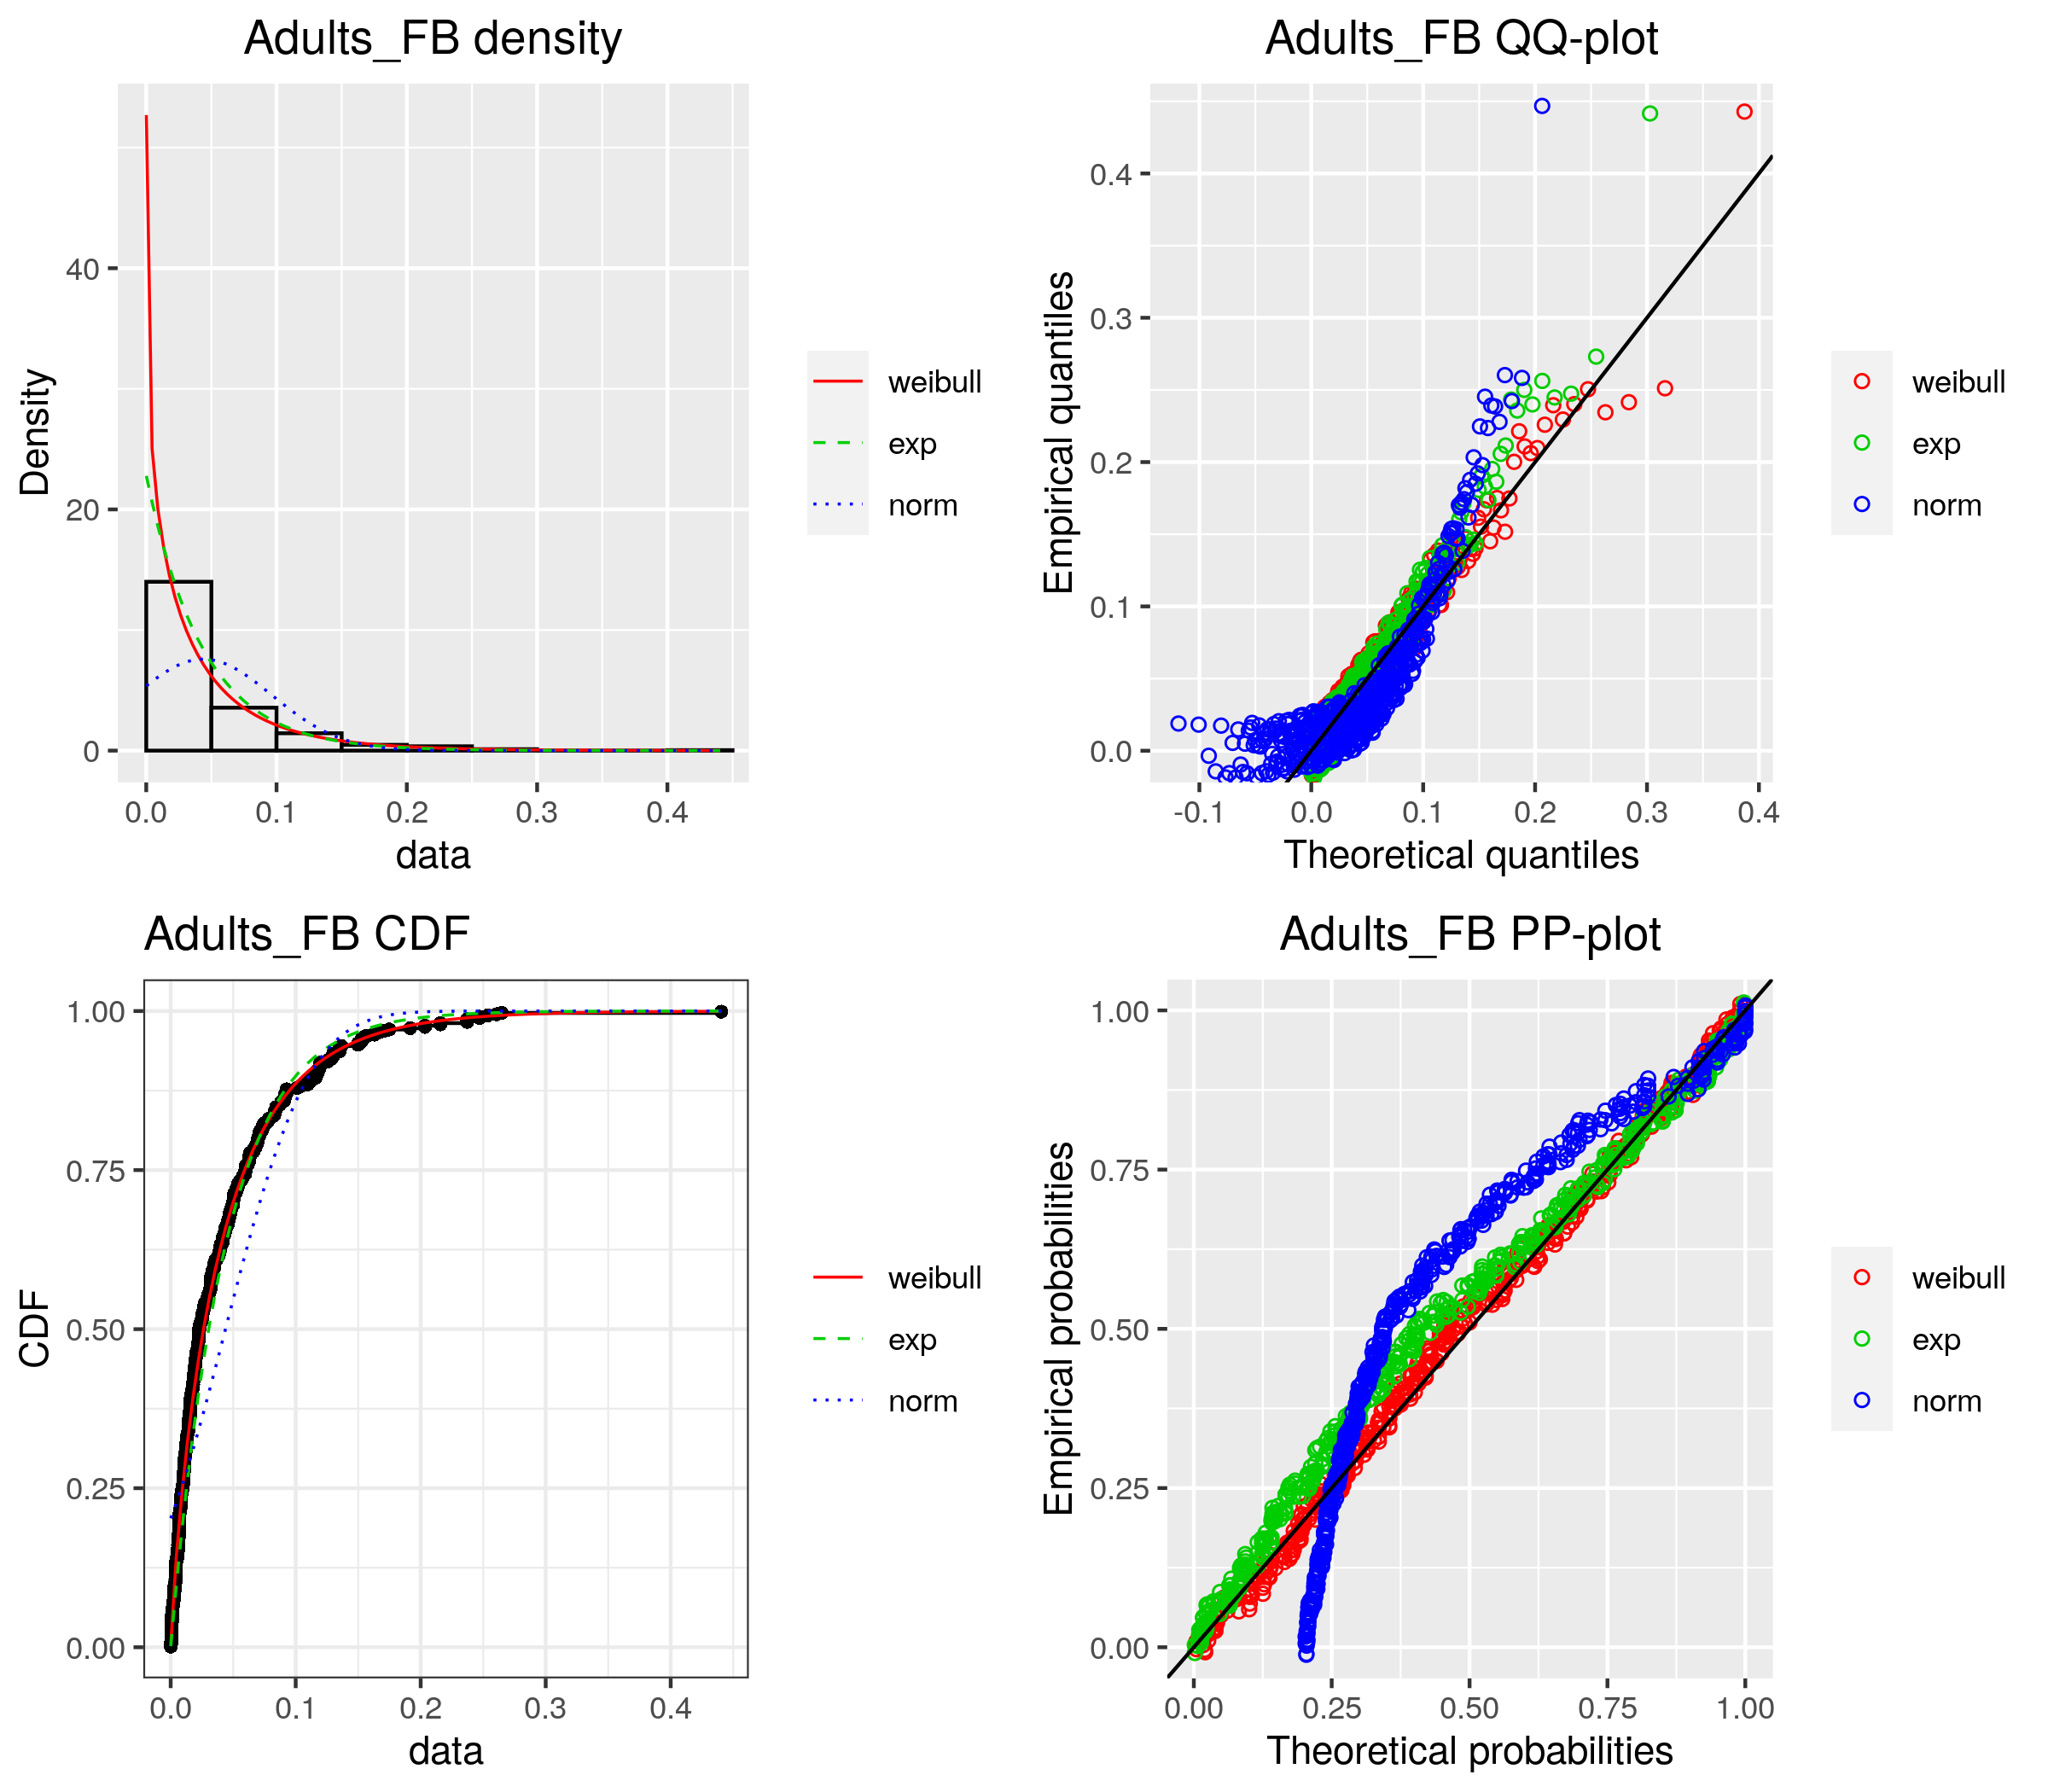 Adults_FB density
Density
40
20
0
0.0 0.1 0.2 0.3 0.4
data
weibull
exp
norm
Adults_FB QQ-plot
Empirical quantiles
0.4
0.3
0.2
0.1
0.0
-0.1 0.0 0.1 0.2 0.3 0.4
Theoretical quantiles
weibull
exp
norm
Adults_FB CDF
CDF
1.00
0.75
0.50
0.25
0.00
0.0 0.1 0.2 0.3 0.4
data
weibull
exp
norm
Adults_FB PP-plot
Empirical probabilities
1.00
0.75
0.50
0.25
0.00
0.00 0.25 0.50 0.75 1.00
Theoretical probabilities
weibull
exp
norm